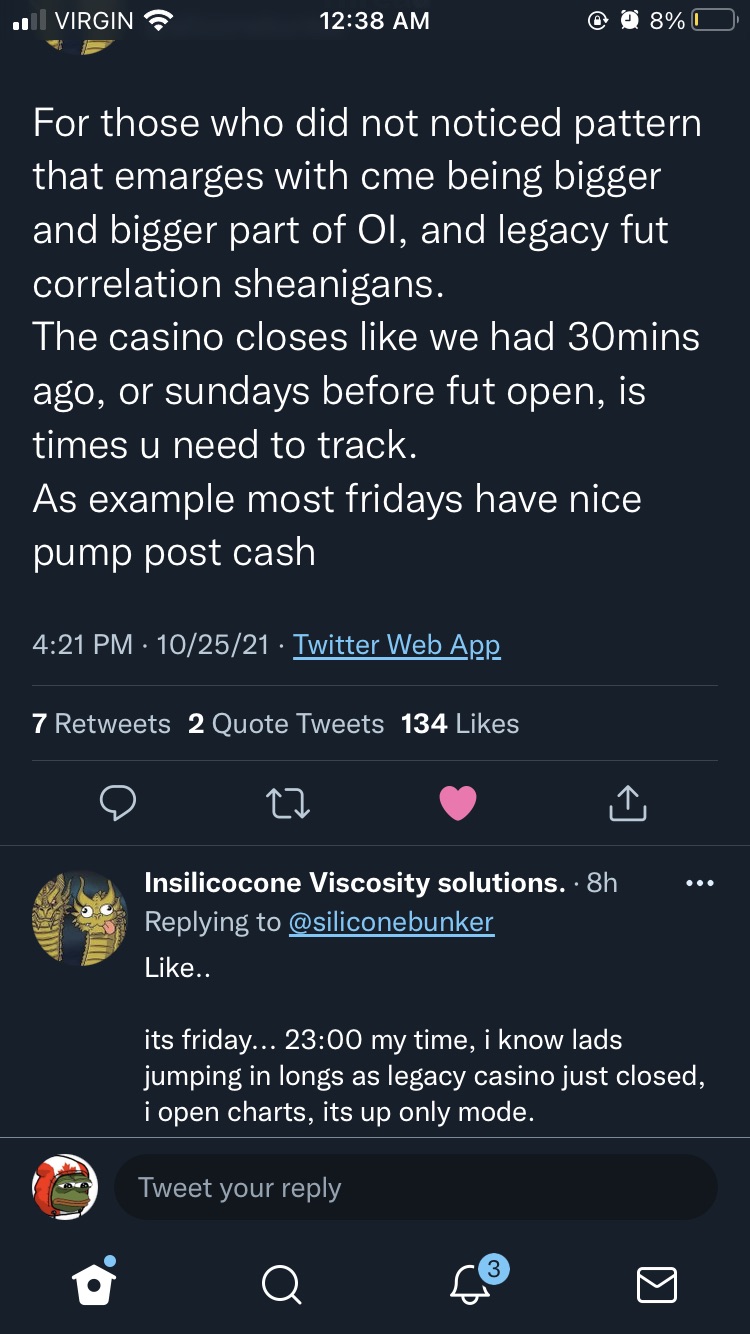 VIRGIN 12:38 AM 8%
For those who did not noticed pattern
that emarges with cme being bigger
and bigger part of OI, and legacy fut
correlation sheanigans.
The casino closes like we had 30mins
ago, or sundays before fut open, is
times u need to track.
As example most fridays have nice
pump post cash
4:21 PM · 10/25/21 · Twitter Web App
7 Retweets 2 Quote Tweets 134 Likes
Insilicocone Viscosity solutions. · 8h
Replying to @siliconebunker
Like..
its friday... 23:00 my time, i know lads
jumping in longs as legacy casino just closed,
i open charts, its up only mode.
Tweet your reply
3